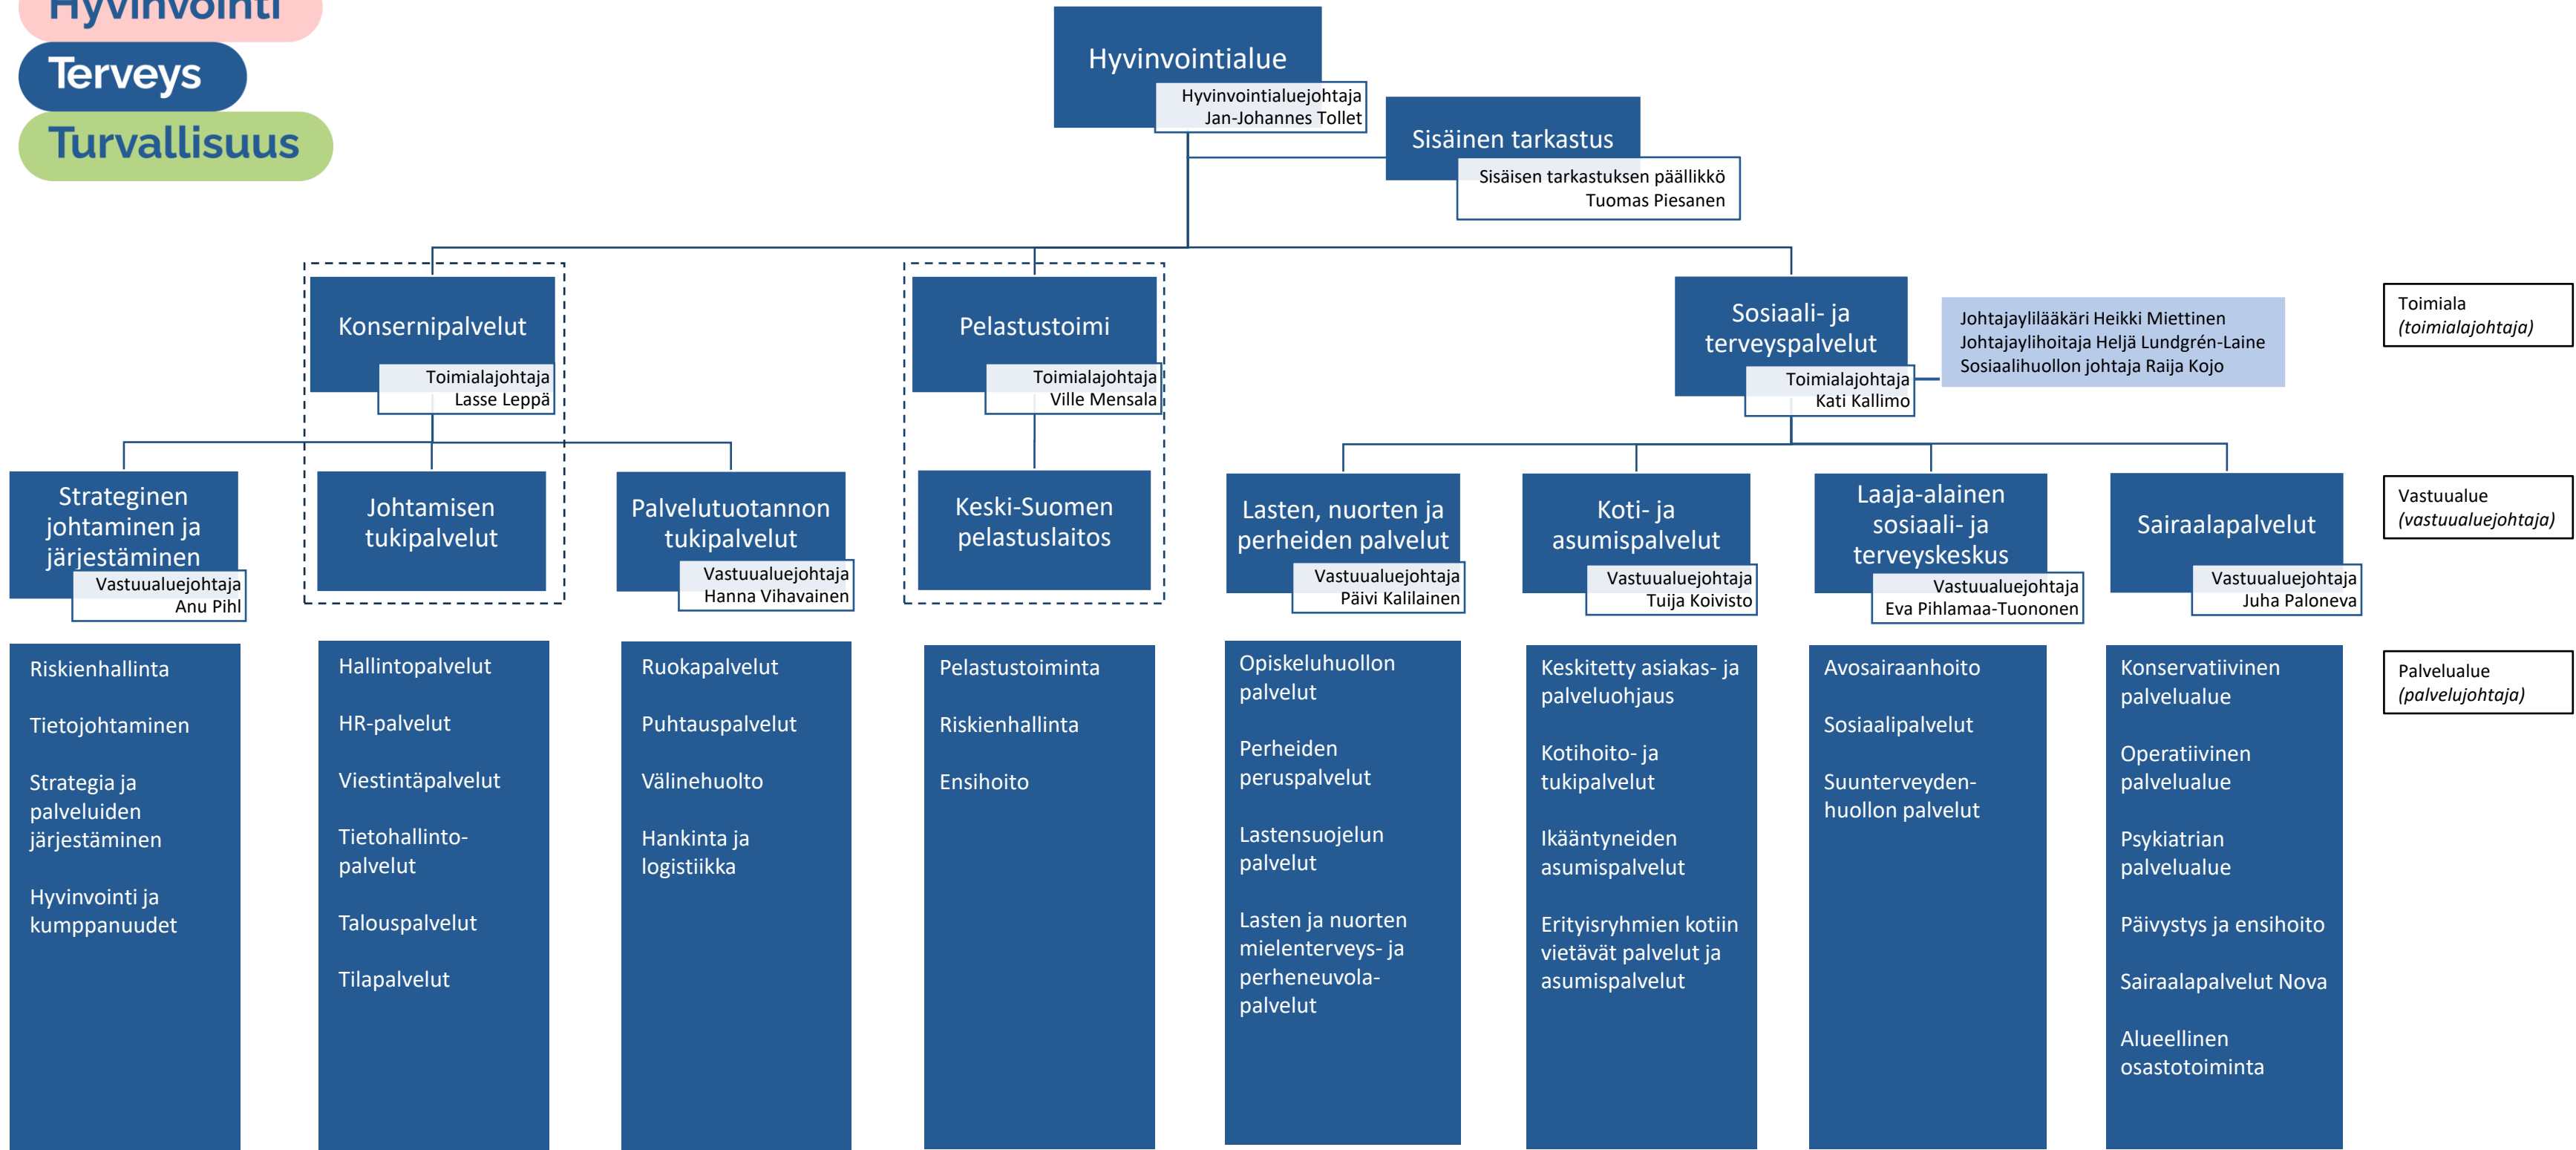 Hyvinvointi
Terveys
Turvallisuus
Hyvinvointialue
Hyvinvointialuejohtaja
Jan-Johannes Tollet
Sisäinen tarkastus
Sisäisen tarkastuksen päällikkö
Tuomas Piesanen
Konsernipalvelut
Toimialajohtaja
Lasse Leppä
Pelastustoimi
Toimialajohtaja
Ville Mensala
Sosiaali- ja
terveyspalvelut
Toimialajohtaja
Kati Kallimo
Johtajaylilääkäri Heikki Miettinen
Johtajaylihoitaja Heljä Lundgrén-Laine
Sosiaalihuollon johtaja Raija Kojo
Toimiala
(toimialajohtaja)
Strateginen
johtaminen ja
järjestäminen
Vastuualuejohtaja
Anu Pihl
Johtamisen
tukipalvelut
Palvelutuotannon
tukipalvelut
Vastuualuejohtaja
Hanna Vihavainen
Keski-Suomen
pelastuslaitos
Lasten, nuorten ja
perheiden palvelut
Vastuualuejohtaja
Päivi Kalilainen
Koti- ja
asumispalvelut
Vastuualuejohtaja
Tuija Koivisto
Laaja-alainen
sosiaali- ja
terveyskeskus
Vastuualuejohtaja
Eva Pihlamaa-Tuononen
Sairaalapalvelut
Vastuualuejohtaja
Juha Paloneva
Vastuualue
(vastuualuejohtaja)
Riskienhallinta
Tietojohtaminen
Strategia ja
palveluiden
järjestäminen
Hyvinvointi ja
kumppanuudet
Hallintopalvelut
HR-palvelut
Viestintäpalvelut
Tietohallinto-
palvelut
Talouspalvelut
Tilapalvelut
Ruokapalvelut
Puhtauspalvelut
Välinehuolto
Hankinta ja
logistiikka
Pelastustoiminta
Riskienhallinta
Ensihoito
Opiskeluhuollon
palvelut
Perheiden
peruspalvelut
Lastensuojelun
palvelut
Lasten ja nuorten
mielenterveys- ja
perheneuvola-
palvelut
Keskitetty asiakas- ja
palveluohjaus
Kotihoito- ja
tukipalvelut
Ikääntyneiden
asumispalvelut
Erityisryhmien kotiin
vietävät palvelut ja
asumispalvelut
Avosairaanhoito
Sosiaalipalvelut
Suunterveyden-
huollon palvelut
Konservatiivinen
palvelualue
Operatiivinen
palvelualue
Psykiatrian
palvelualue
Päivystys ja ensihoito
Sairaalapalvelut Nova
Alueellinen
osastotoiminta
Palvelualue
(palvelujohtaja)